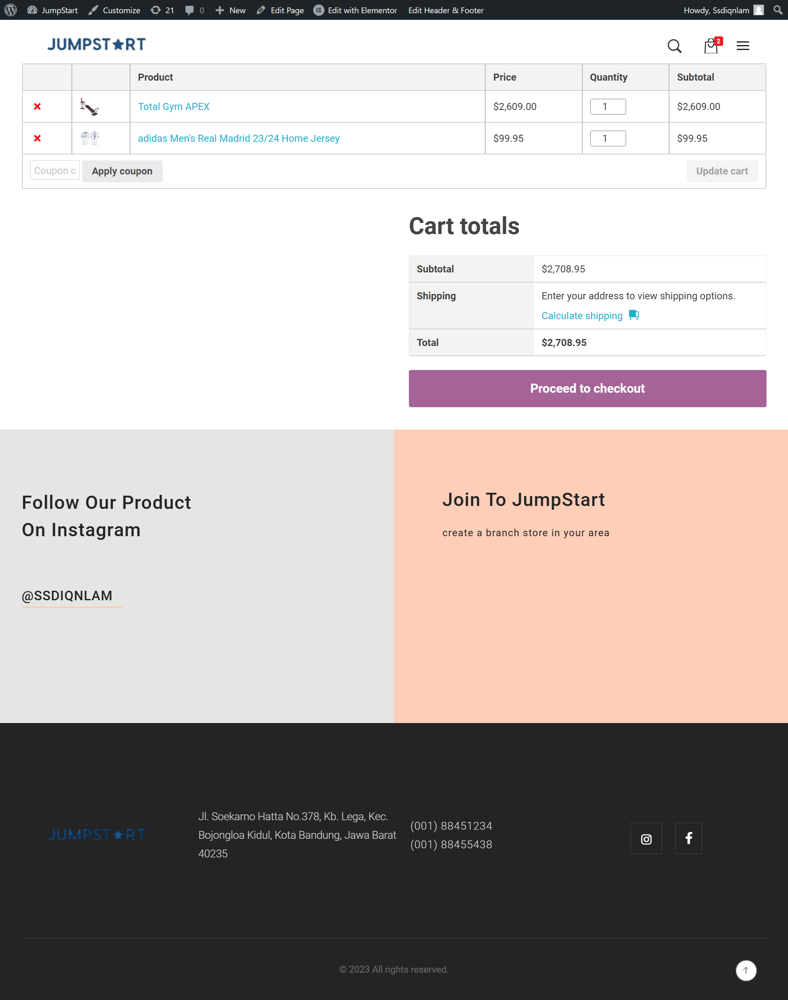 JumpStart Customize 21 0 New Edit Page Edit with Elementor Edit Header & Footer Howdy, Ssdiqnlam
JUMPSTART 2
Product Price Quantity Subtotal
× Total Gym APEX $2,609.00 1 $2,609.00
× adidas Men's Real Madrid 23/24 Home Jersey $99.95 1 $99.95
Coupon c Apply coupon Update cart
Cart totals
Subtotal $2,708.95
Shipping Enter your address to view shipping options.
Calculate shipping
Total $2,708.95
Proceed to checkout
Follow Our Product
On Instagram
@SSDIQNLAM
Join To JumpStart
create a branch store in your area
JUMPSTART
Jl. Soekarno Hatta No.378, Kb. Lega, Kec.
Bojongloa Kidul, Kota Bandung, Jawa Barat
40235
(001) 88451234
(001) 88455438
© 2023 All rights reserved.